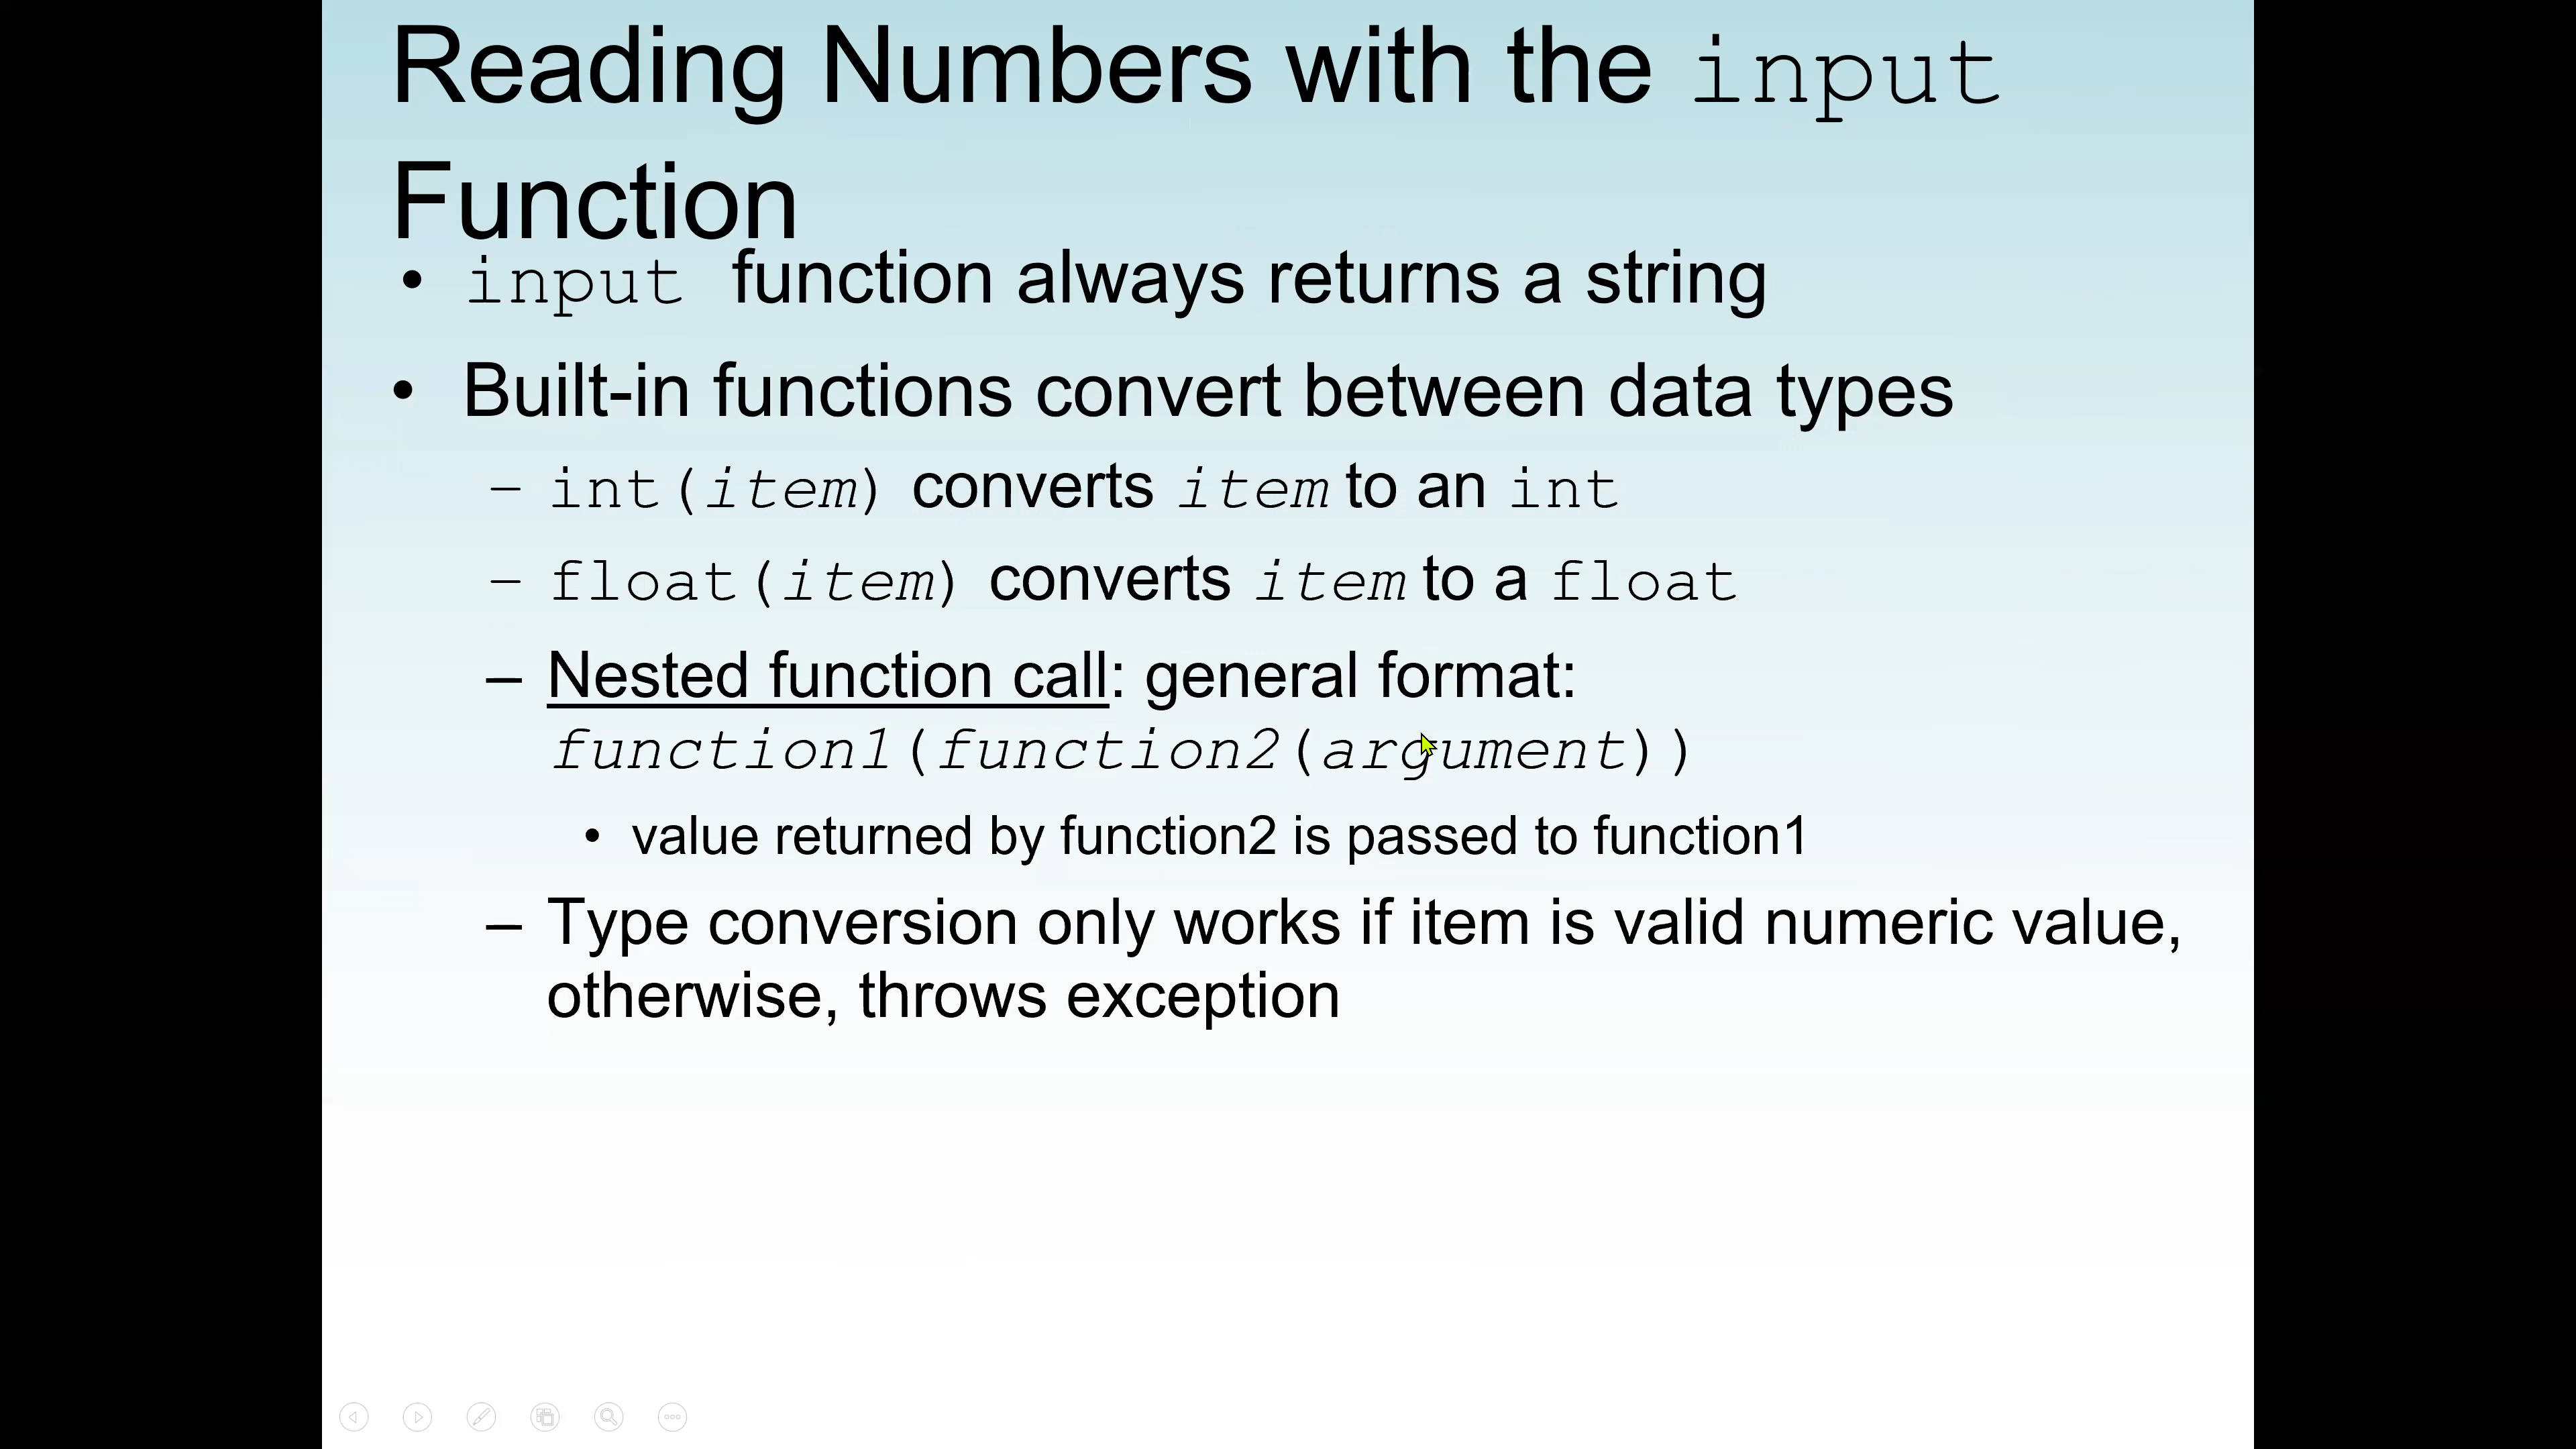 Reading Numbers with the input
Function
• input function always returns a string
• Built-in functions convert between data types
– int(item) converts item to an int
– float(item) converts item to a float
– Nested function call: general format:
function1(function2(argument))
• value returned by function2 is passed to function1
– Type conversion only works if item is valid numeric value,
otherwise, throws exception